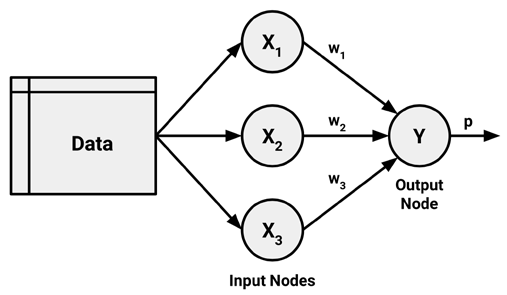 X1
w1
Data
X2
w2
Y
p
w3
Output
Node
X3
Input Nodes